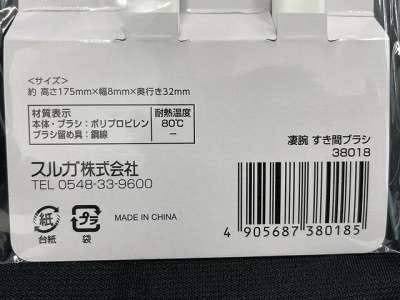 <サイズ>
約 高さ175mm×幅8mm×奥行き32mm
材質表示 耐熱温度
本体・ブラシ：ポリプロピレン 80℃
ブラシ留め具：鋼線 −
凄腕 すき間ブラシ
38018
スルガ株式会社
TEL 0548-33-9600
紙
台紙
プラ
袋
MADE IN CHINA
4 905687 380185